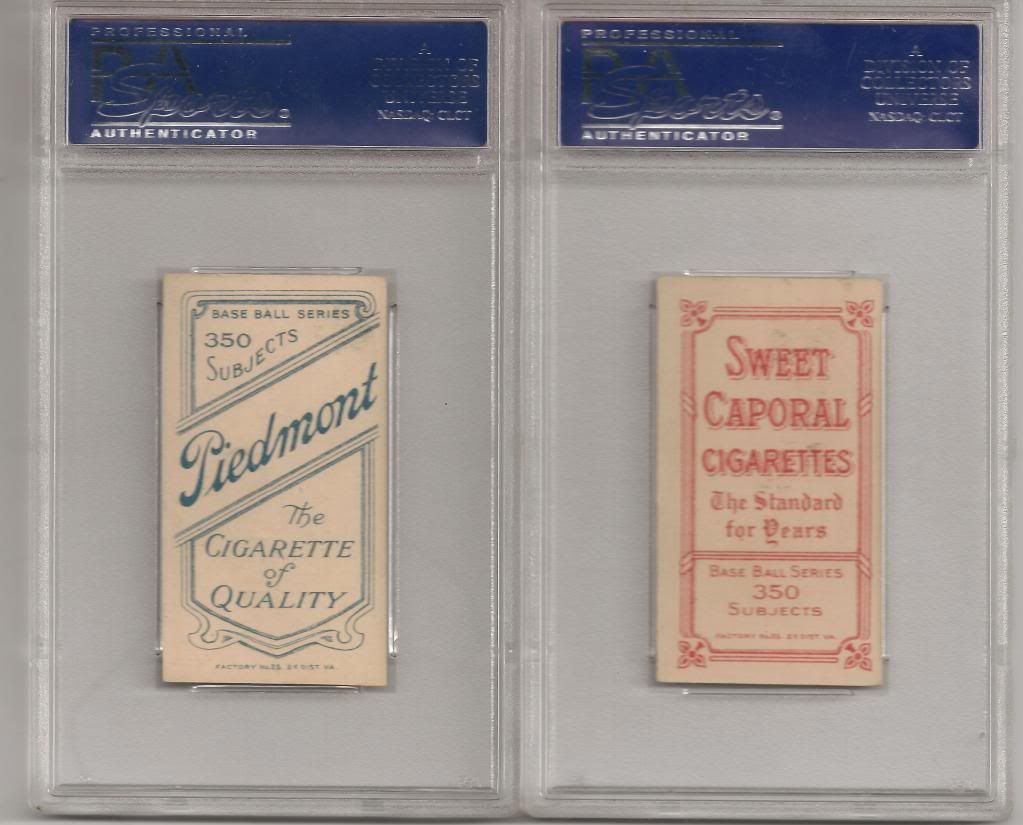 PROFESSIONAL
PSA
Sports®
AUTHENTICATOR
A
DIVISION OF
COLLECTORS
UNIVERSE
NASDAQ: CLCT
BASE BALL SERIES
350
SUBJECTS
Piedmont
The
CIGARETTE
of
QUALITY
FACTORY No. 25. 2d DIST. VA.
PROFESSIONAL
PSA
Sports®
AUTHENTICATOR
A
DIVISION OF
COLLECTORS
UNIVERSE
NASDAQ: CLCT
SWEET
CAPORAL
CIGARETTES
The Standard
for Years
BASE BALL SERIES
350
SUBJECTS
FACTORY No. 25. 2d DIST. VA.